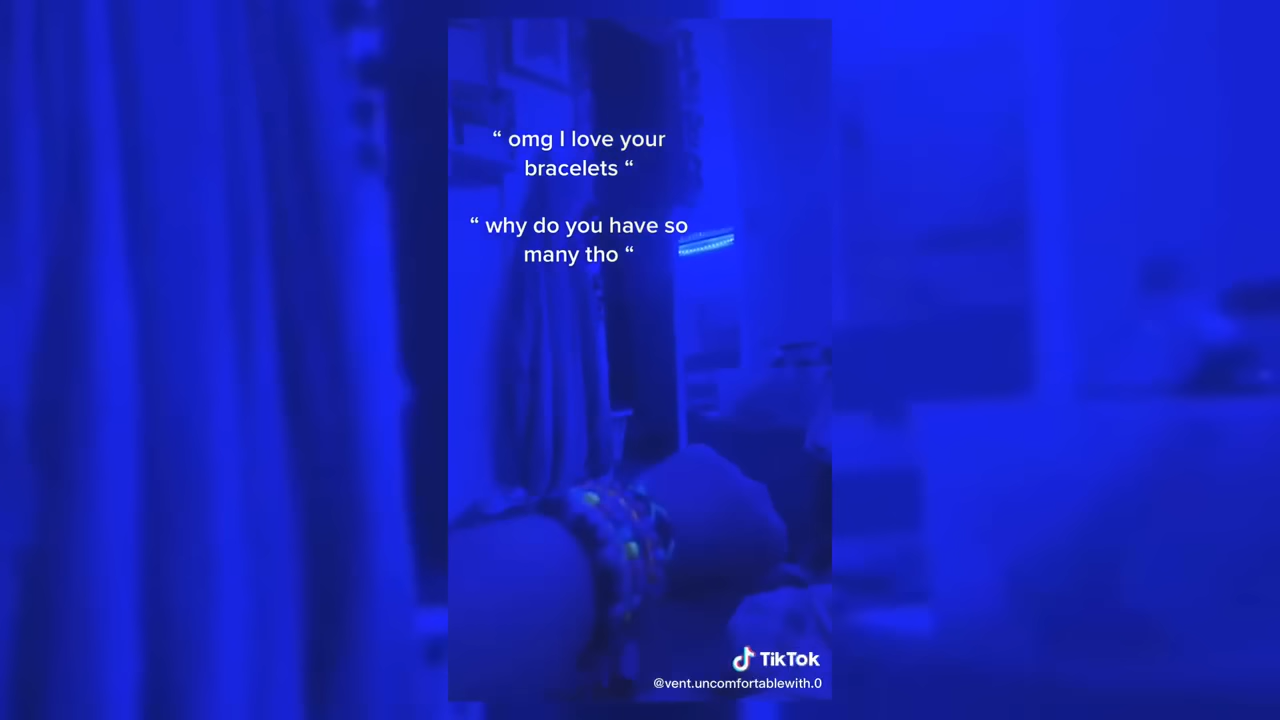 “ omg I love your
bracelets “
“ why do you have so
many tho “
TikTok
@vent.uncomfortablewith.0